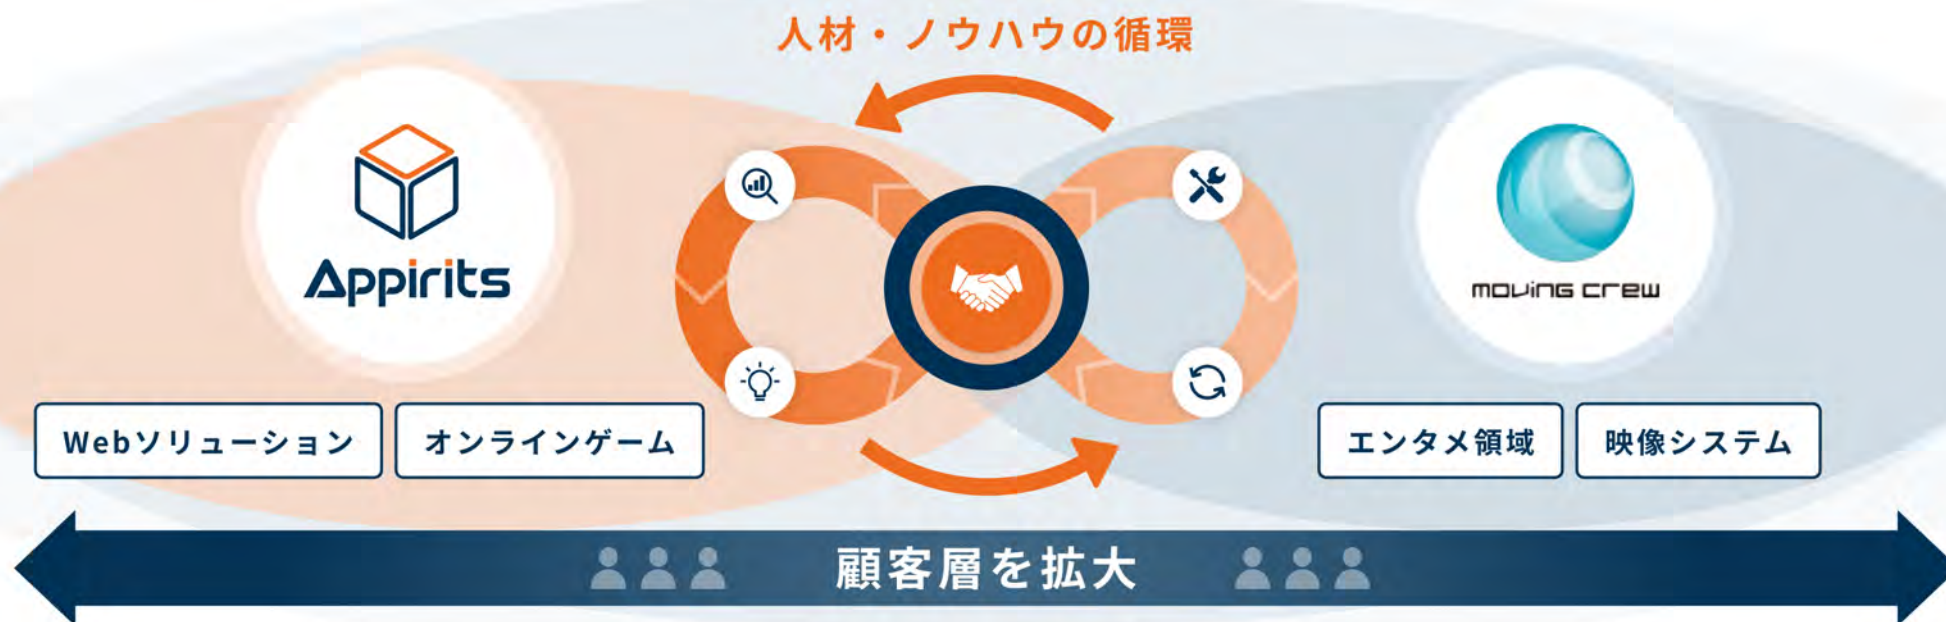 人材・ノウハウの循環
Appirits
moving crew
Webソリューション
オンラインゲーム
エンタメ領域
映像システム
顧客層を拡大